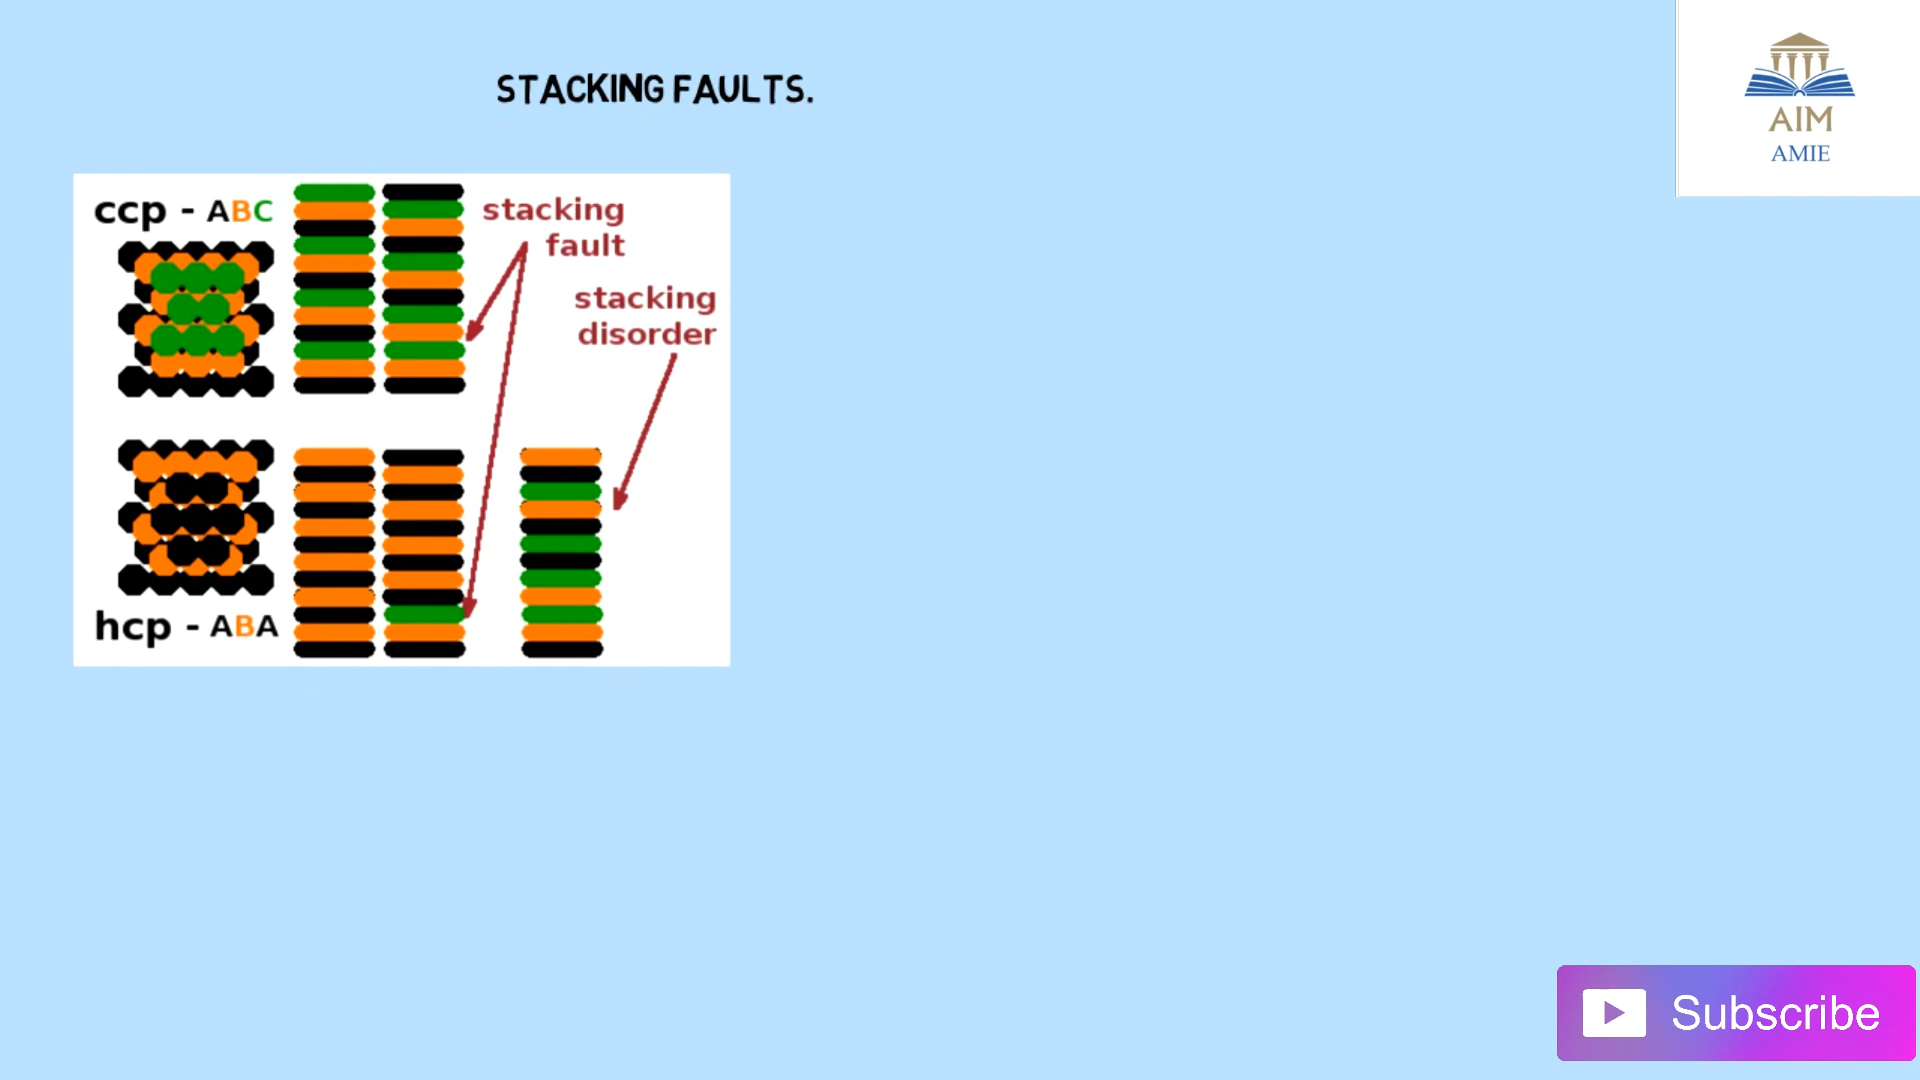 STACKING FAULTS.
AIM
AMIE
ccp - ABC
stacking
fault
stacking
disorder
hcp - ABA
Subscribe